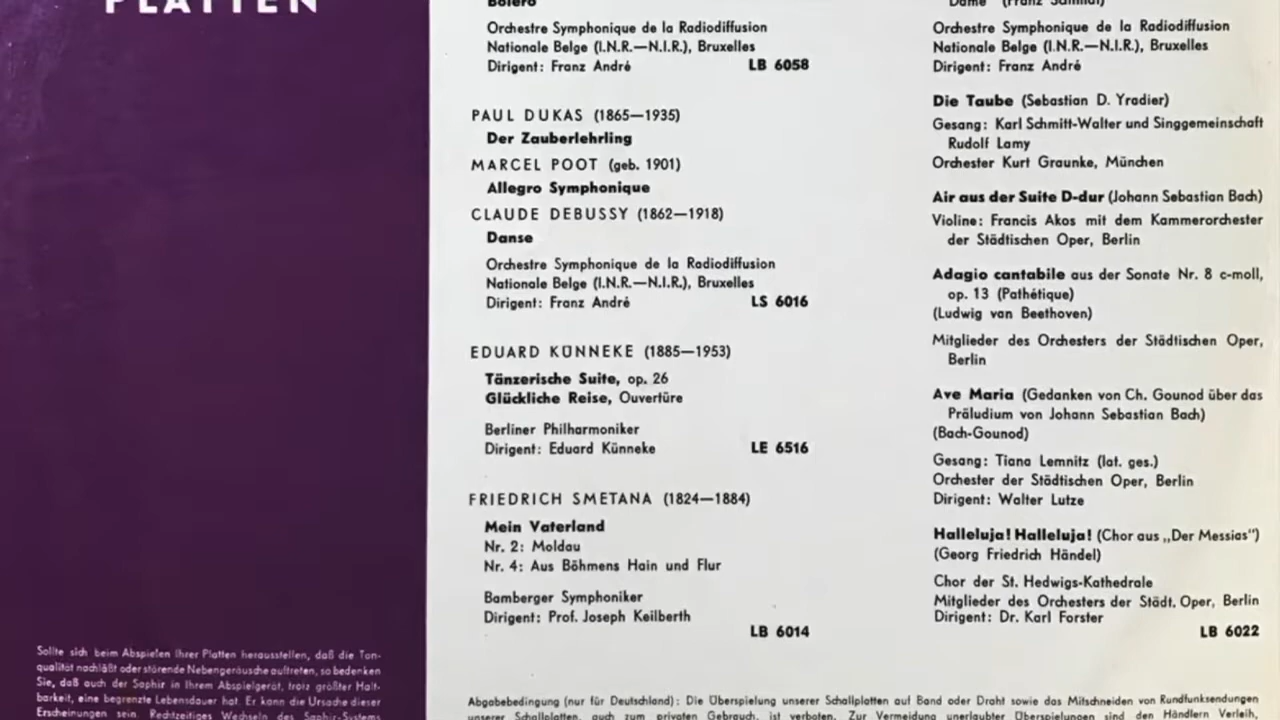 PLATTEN
Sollte sich beim Abspielen Ihrer Platten herausstellen, daß die Ton-
qualität nachläßt oder störende Nebengeräusche auftreten, so bedenken
Sie, daß auch der Saphir in Ihrem Abspielgerät, trotz größter Halt-
barkeit, eine begrenzte Lebensdauer hat. Er kann die Ursache dieser
Erscheinungen sein. Rechtzeitiges Wechseln des Saphir-Systems
Bolero
Orchestre Symphonique de la Radiodiffusion
Nationale Belge (I.N.R.—N.I.R.), Bruxelles
Dirigent: Franz André LB 6058
PAUL DUKAS (1865—1935)
Der Zauberlehrling
MARCEL POOT (geb. 1901)
Allegro Symphonique
CLAUDE DEBUSSY (1862—1918)
Danse
Orchestre Symphonique de la Radiodiffusion
Nationale Belge (I.N.R.—N.I.R.), Bruxelles
Dirigent: Franz André LS 6016
EDUARD KÜNNEKE (1885—1953)
Tänzerische Suite, op. 26
Glückliche Reise, Ouvertüre
Berliner Philharmoniker
Dirigent: Eduard Künneke LE 6516
FRIEDRICH SMETANA (1824—1884)
Mein Vaterland
Nr. 2: Moldau
Nr. 4: Aus Böhmens Hain und Flur
Bamberger Symphoniker
Dirigent: Prof. Joseph Keilberth
LB 6014
Dame" (Franz
Orchestre Symphonique de la Radiodiffusion
Nationale Belge (I.N.R.—N.I.R.), Bruxelles
Dirigent: Franz André
Die Taube (Sebastian D. Yradier)
Gesang: Karl Schmitt-Walter und Singgemeinschaft
Rudolf Lamy
Orchester Kurt Graunke, München
Air aus der Suite D-dur (Johann Sebastian Bach)
Violine: Francis Akos mit dem Kammerorchester
der Städtischen Oper, Berlin
Adagio cantabile aus der Sonate Nr. 8 c-moll,
op. 13 (Pathétique)
(Ludwig van Beethoven)
Mitglieder des Orchesters der Städtischen Oper,
Berlin
Ave Maria (Gedanken von Ch. Gounod über das
Präludium von Johann Sebastian Bach)
(Bach-Gounod)
Gesang: Tiana Lemnitz (lat. ges.)
Orchester der Städtischen Oper, Berlin
Dirigent: Walter Lutze
Halleluja! Halleluja! (Chor aus „Der Messias")
(Georg Friedrich Händel)
Chor der St. Hedwigs-Kathedrale
Mitglieder des Orchesters der Städt. Oper, Berlin
Dirigent: Dr. Karl Forster
LB 6022
Abgabebedingung (nur für Deutschland): Die Überspielung unserer Schallplatten auf Band oder Draht sowie das Mitschneiden von Rundfunksendungen
unserer Schallplatten, auch zum privaten Gebrauch, ist verboten. Zur Vermeidung unerlaubter Überspielungen sind den Händlern Verleih,